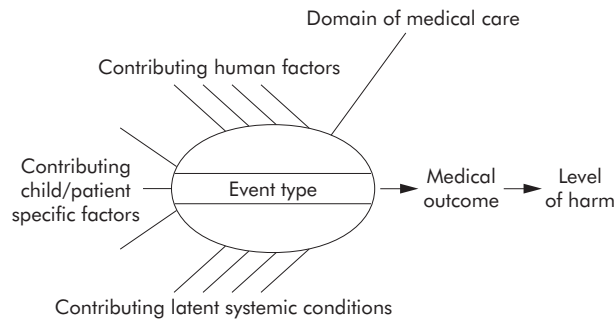 Domain of medical care
Contributing human factors
Contributing
child/patient
specific factors
Event type
Medical
outcome
Level
of harm
Contributing latent systemic conditions